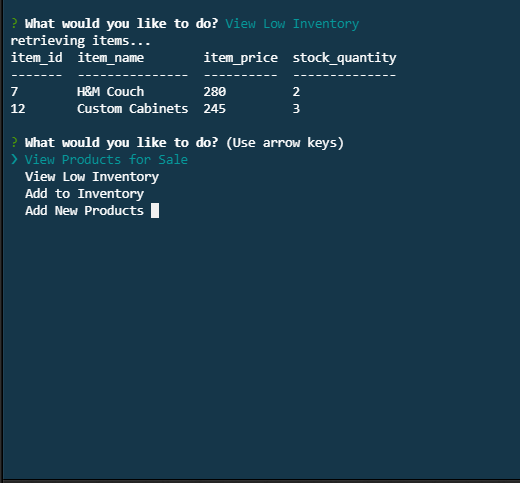 ? What would you like to do? View Low Inventory
retrieving items...
item_id  item_name       item_price  stock_quantity
-------  ---------------  ----------  --------------
7        H&M Couch        280         2
12       Custom Cabinets  245         3
? What would you like to do? (Use arrow keys)
❯ View Products for Sale
  View Low Inventory
  Add to Inventory
  Add New Products